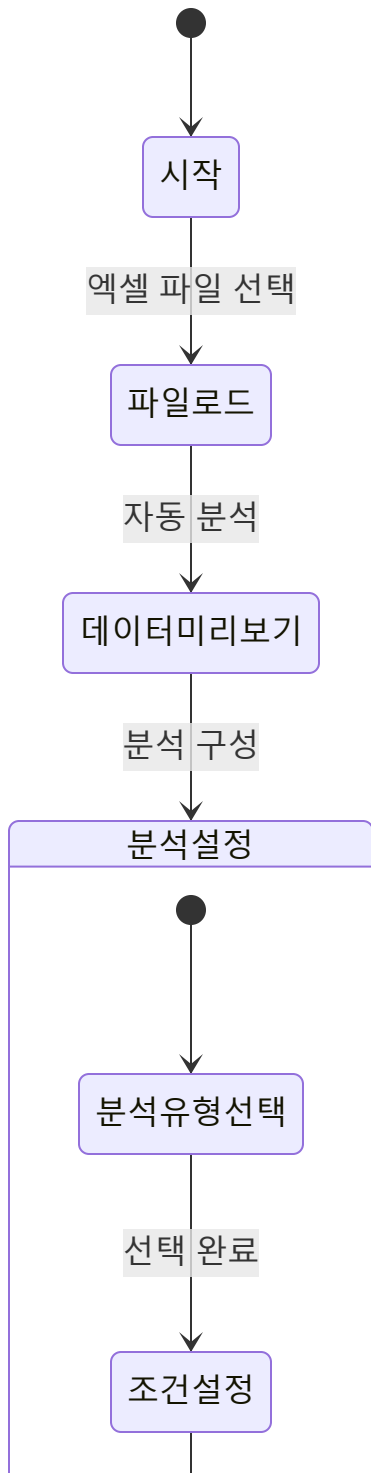 시작
엑셀 파일 선택
파일로드
자동 분석
데이터미리보기
분석 구성
분석설정
분석유형선택
선택 완료
조건설정